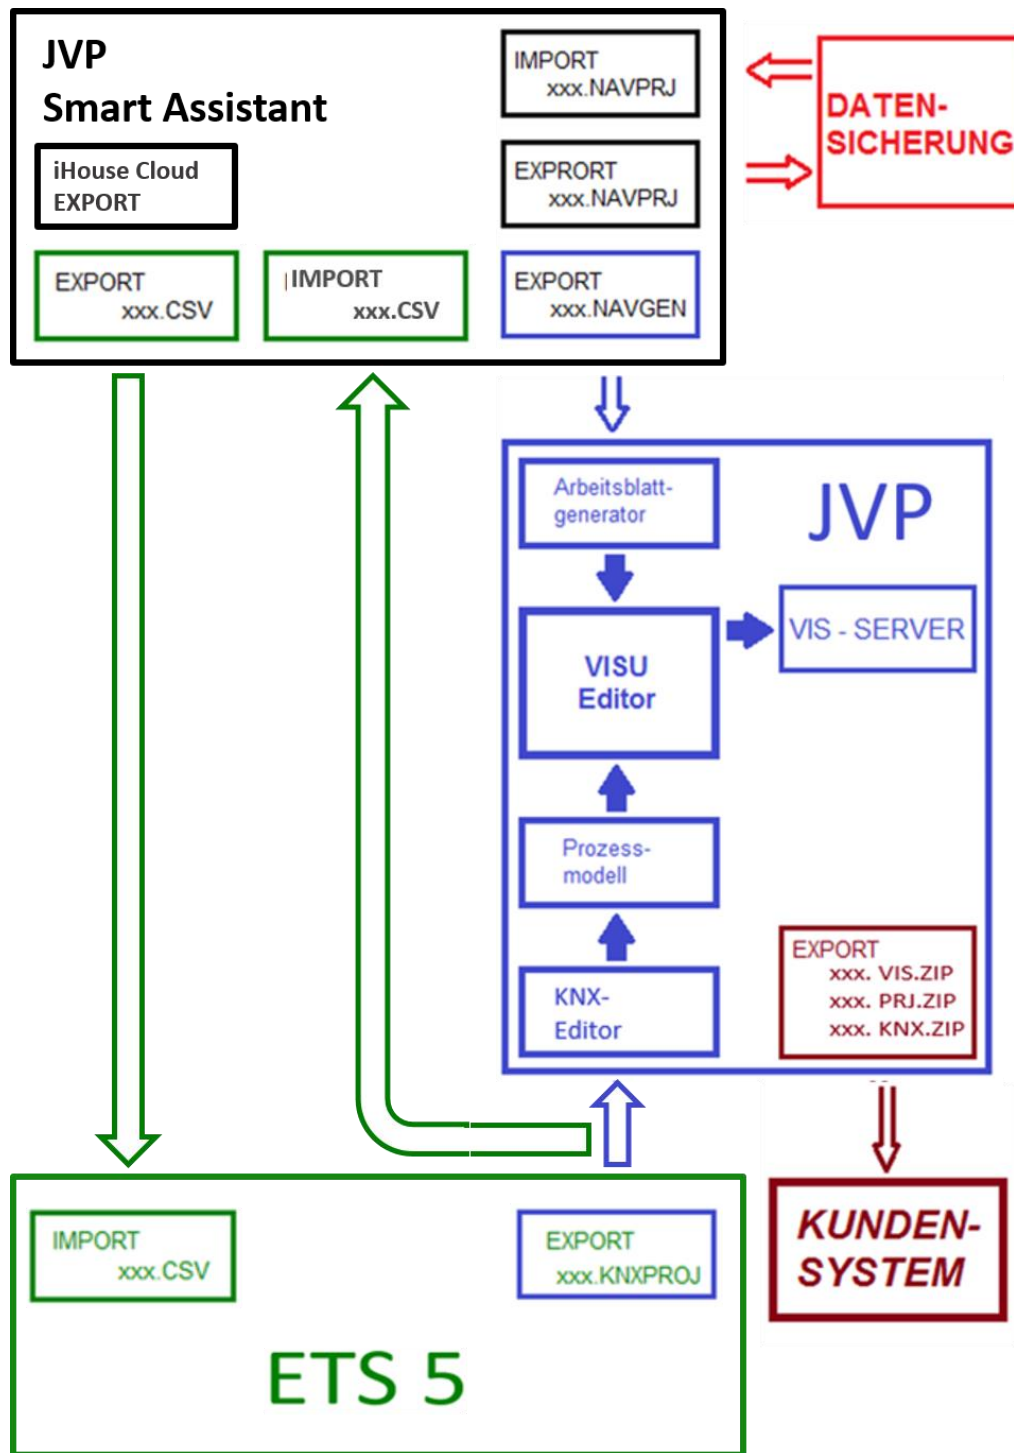 JVP
Smart Assistant
iHouse Cloud
EXPORT
EXPORT
xxx.CSV
IMPORT
xxx.CSV
IMPORT
xxx.NAVPRJ
EXPRORT
xxx.NAVPRJ
EXPORT
xxx.NAVGEN
DATEN-
SICHERUNG
JVP
Arbeitsblatt-
generator
VISU
Editor
VIS - SERVER
Prozess-
modell
KNX-
Editor
EXPORT
xxx. VIS.ZIP
xxx. PRJ.ZIP
xxx. KNX.ZIP
IMPORT
xxx.CSV
EXPORT
xxx.KNXPROJ
ETS 5
KUNDEN-
SYSTEM